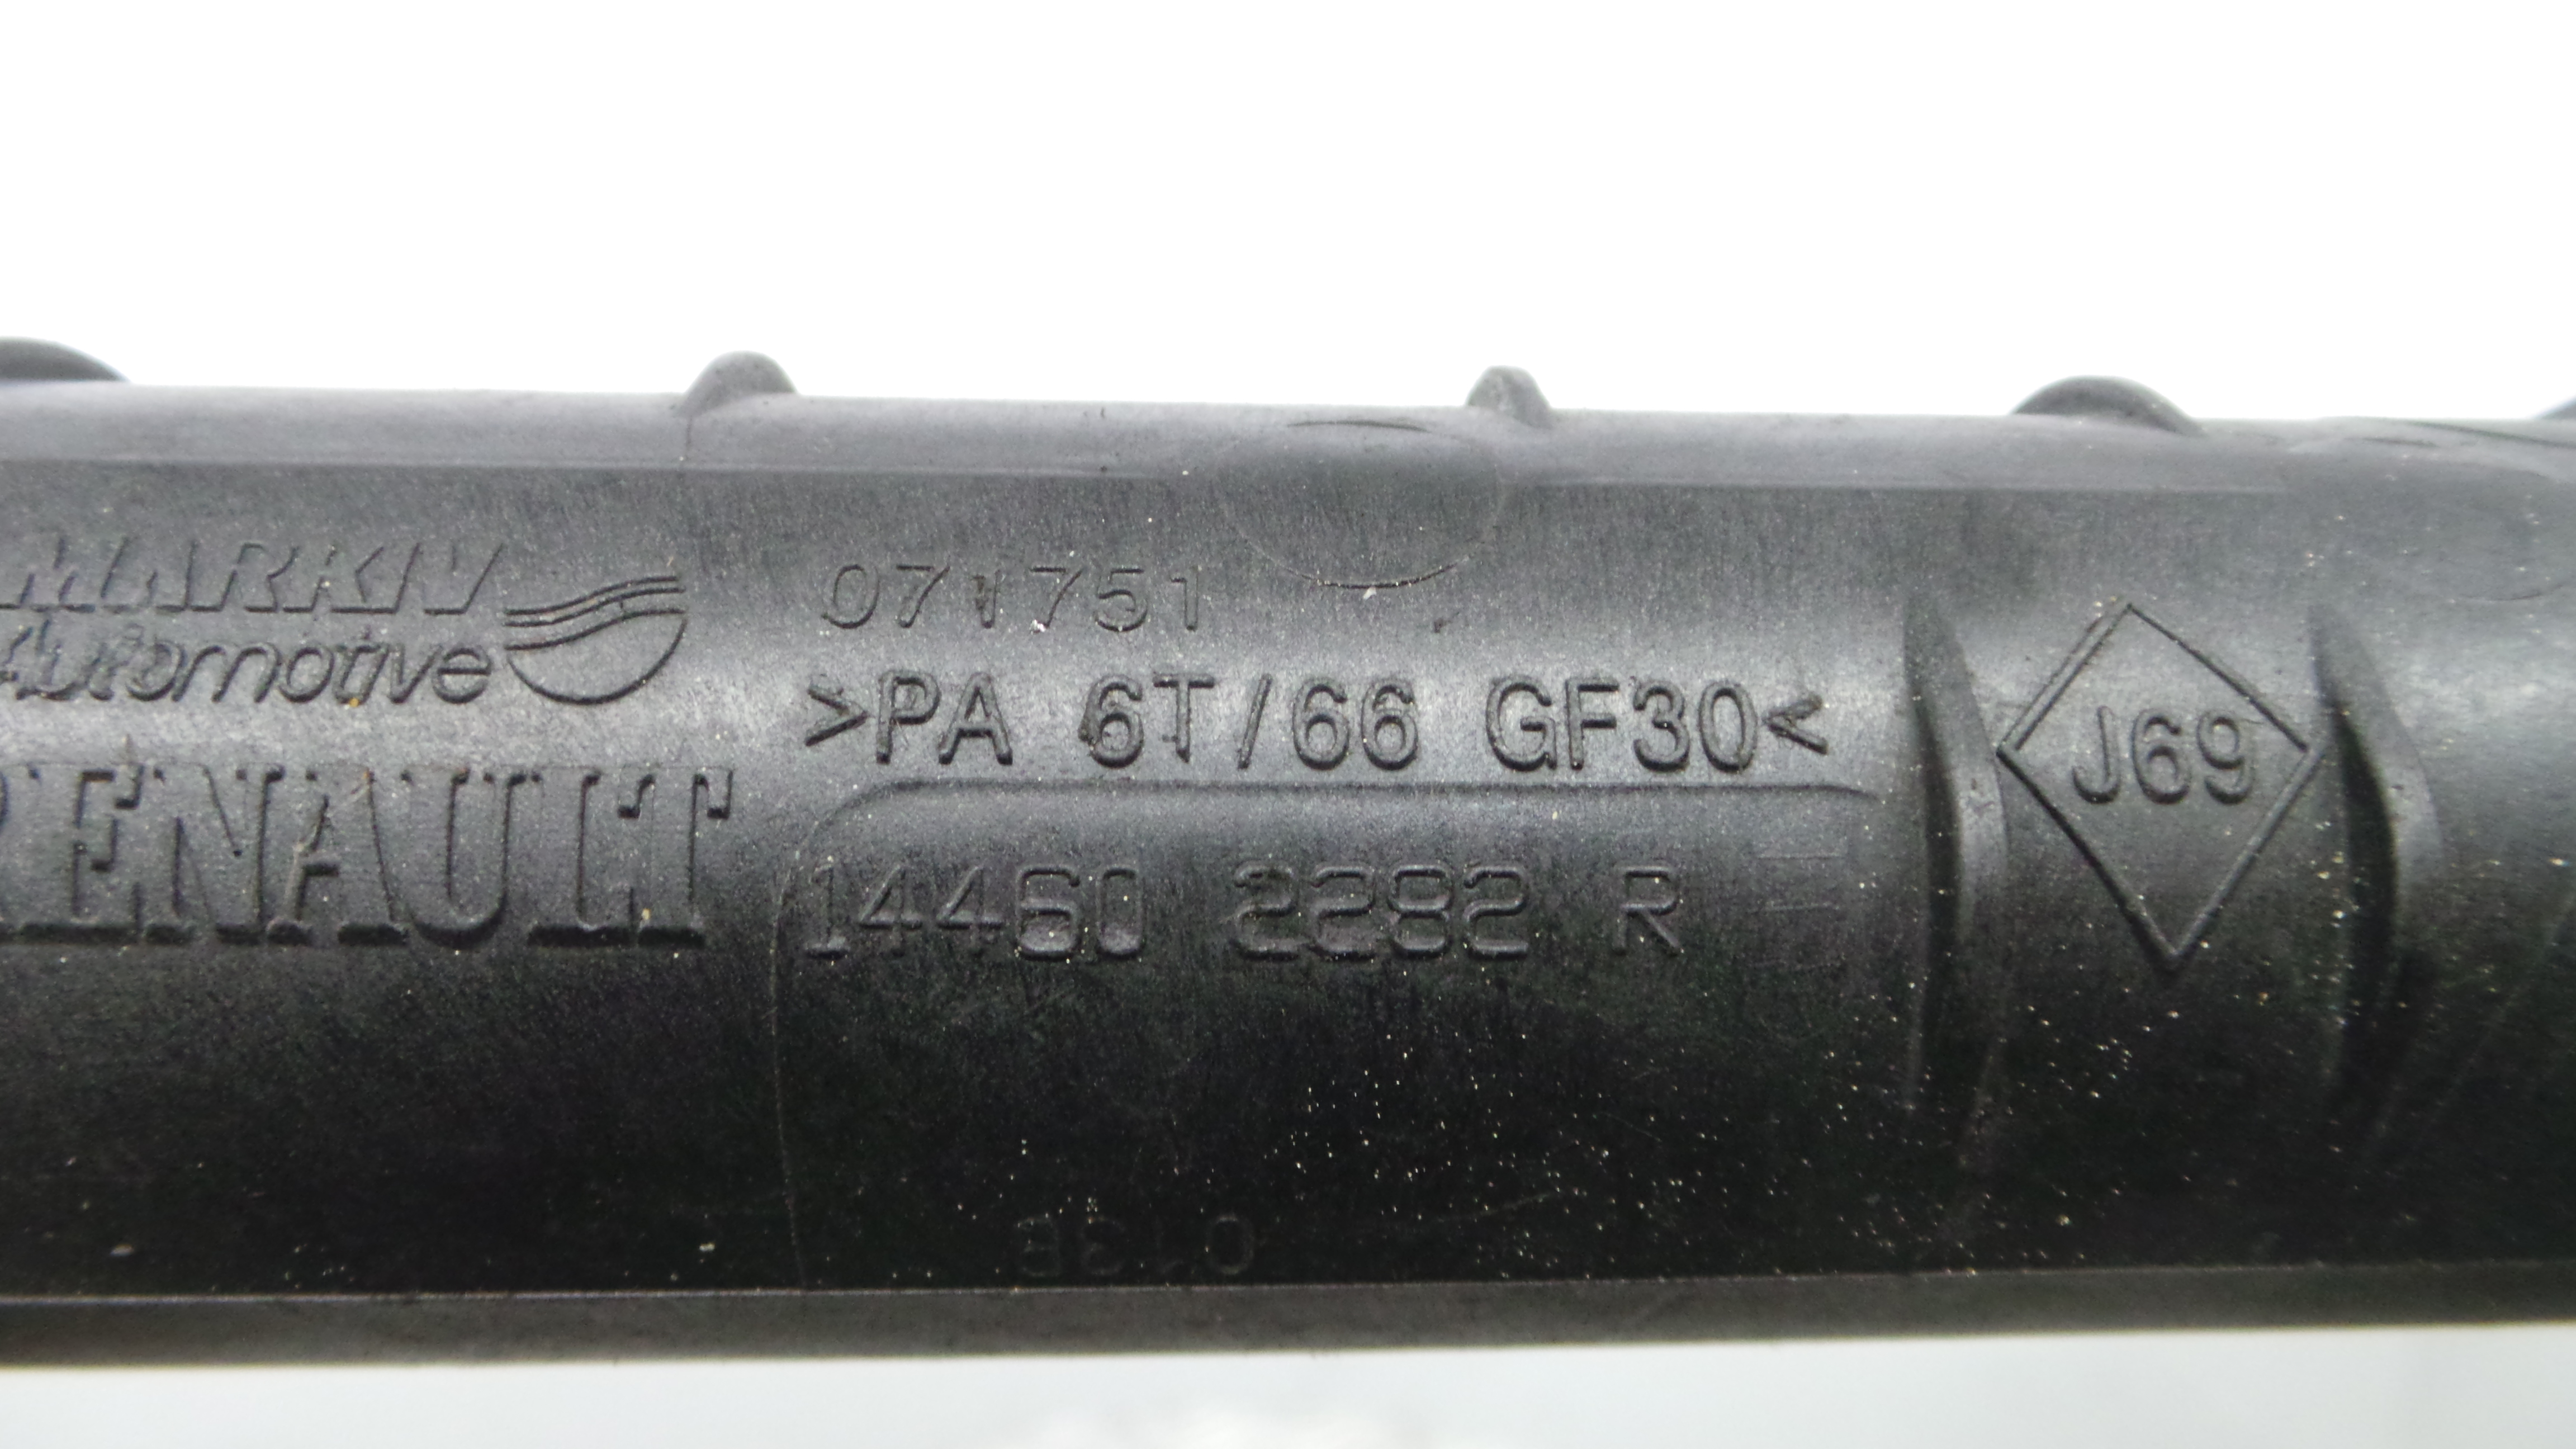 MARKIV
Automotive
071751
>PA 6T/66 GF30<
RENAULT
14460 2282 R
J69